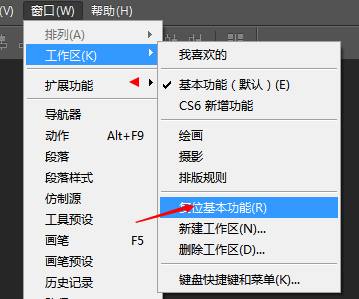 (V) 窗口(W) 帮助(H)
排列(A)
工作区(K)
扩展功能
导航器
动作 Alt+F9
段落
段落样式
仿制源
工具预设
画笔 F5
画笔预设
历史记录
我喜欢的
✓ 基本功能（默认）(E)
CS6 新增功能
绘画
摄影
排版规则
复位基本功能(R)
新建工作区(N)...
删除工作区(D)...
键盘快捷键和菜单(K)...